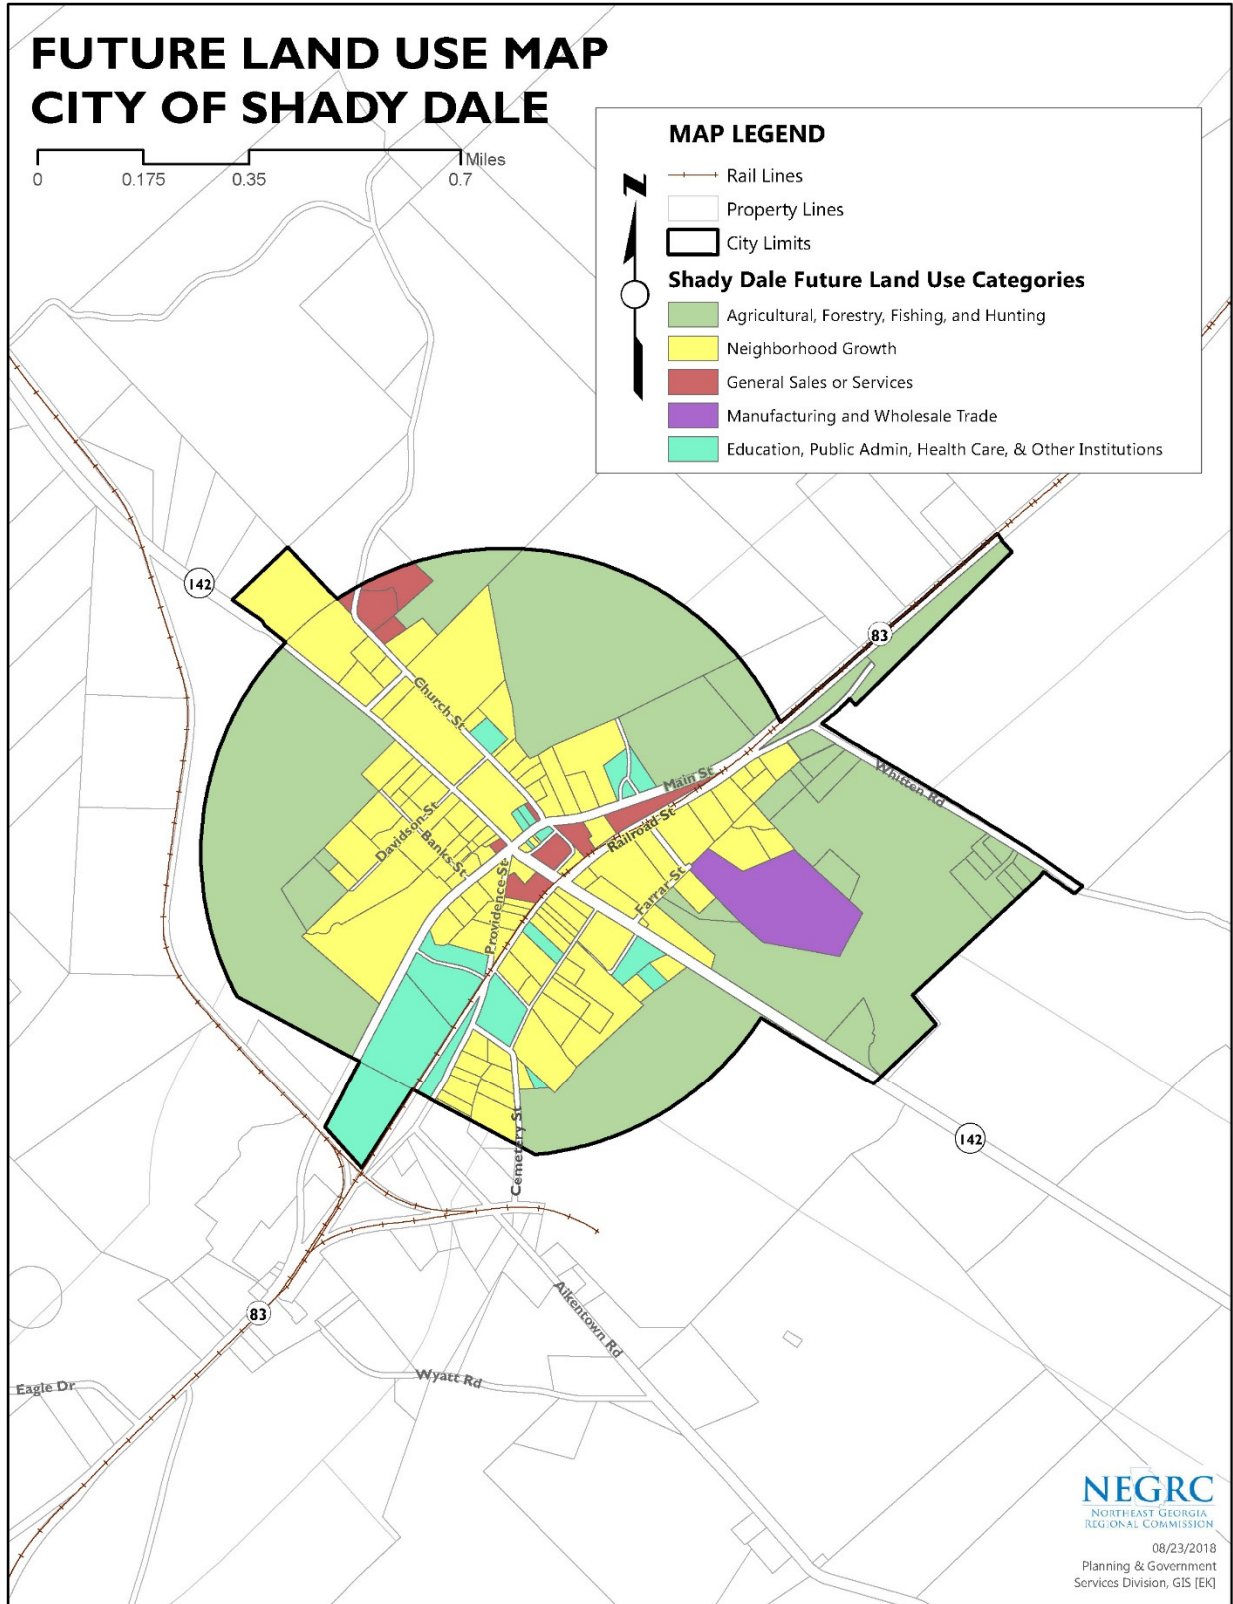 FUTURE LAND USE MAP
CITY OF SHADY DALE
Miles
0 0.175 0.35 0.7
MAP LEGEND
N
Rail Lines
Property Lines
City Limits
Shady Dale Future Land Use Categories
Agricultural, Forestry, Fishing, and Hunting
Neighborhood Growth
General Sales or Services
Manufacturing and Wholesale Trade
Education, Public Admin, Health Care, & Other Institutions
142
83
Church St
Main St
Whitten Rd
Railroad St
Davidson St
Banks St
Providence St
Farrar St
Cemetery St
142
83
Aikentown Rd
Wyatt Rd
Eagle Dr
NEGRC
NORTHEAST GEORGIA
REGIONAL COMMISSION
08/23/2018
Planning & Government
Services Division, GIS [EK]